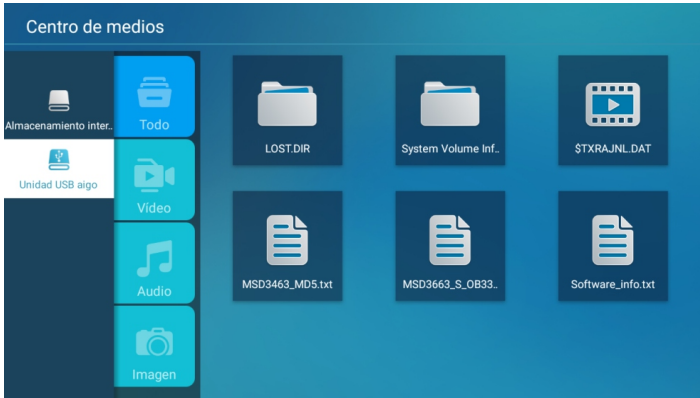 Centro de medios
Almacenamiento inter..
Unidad USB aigo
Todo
Vídeo
Audio
Imagen
LOST.DIR
System Volume Inf..
$TXRAJNL.DAT
MSD3463_MD5.txt
MSD3663_S_OB33..
Software_info.txt